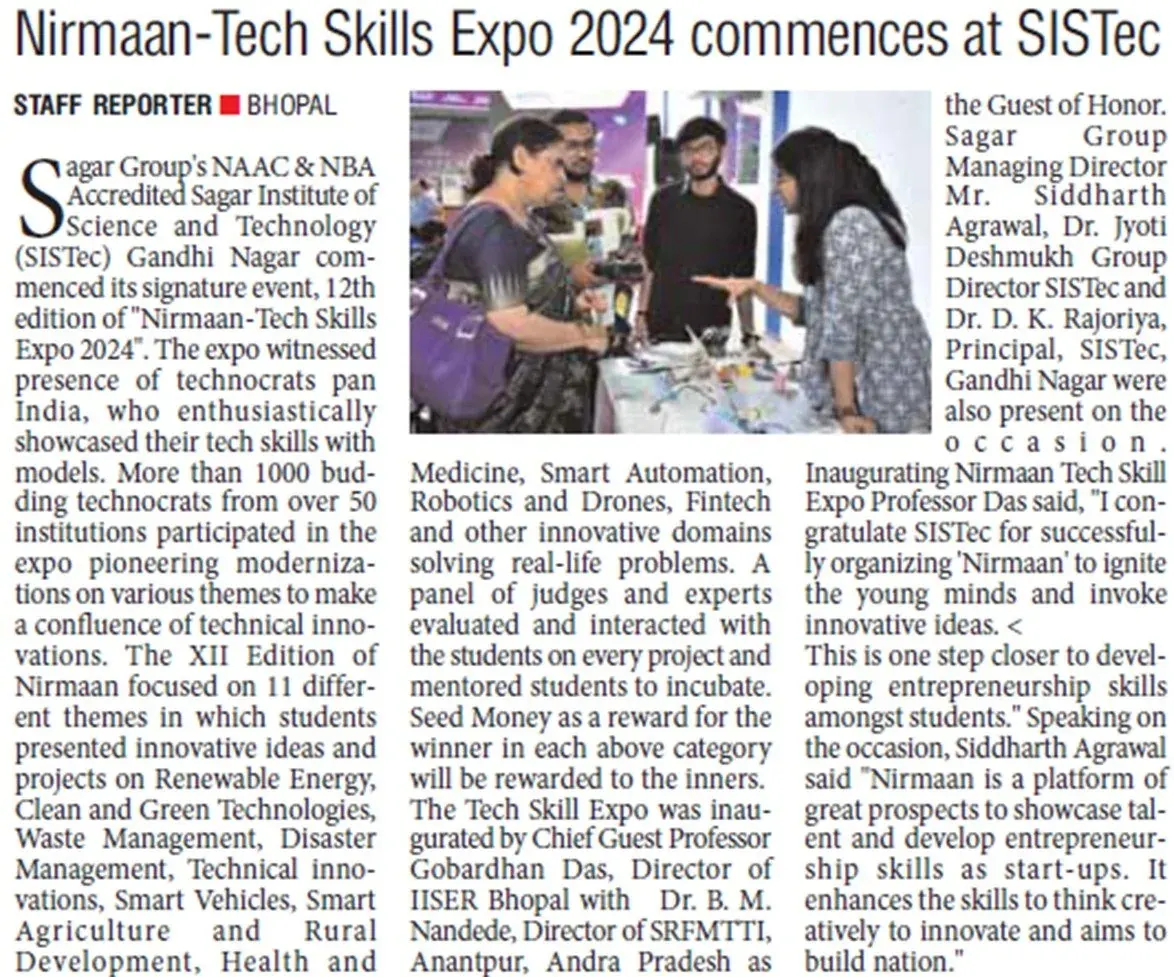 Nirmaan-Tech Skills Expo 2024 commences at SISTec
STAFF REPORTER ■ BHOPAL
Sagar Group's NAAC & NBA
Accredited Sagar Institute of
Science and Technology
(SISTec) Gandhi Nagar com-
menced its signature event, 12th
edition of "Nirmaan-Tech Skills
Expo 2024". The expo witnessed
presence of technocrats pan
India, who enthusiastically
showcased their tech skills with
models. More than 1000 bud-
ding technocrats from over 50
institutions participated in the
expo pioneering moderniza-
tions on various themes to make
a confluence of technical inno-
vations. The XII Edition of
Nirmaan focused on 11 differ-
ent themes in which students
presented innovative ideas and
projects on Renewable Energy,
Clean and Green Technologies,
Waste Management, Disaster
Management, Technical inno-
vations, Smart Vehicles, Smart
Agriculture and Rural
Development, Health and
Medicine, Smart Automation,
Robotics and Drones, Fintech
and other innovative domains
solving real-life problems. A
panel of judges and experts
evaluated and interacted with
the students on every project and
mentored students to incubate.
Seed Money as a reward for the
winner in each above category
will be rewarded to the inners.
The Tech Skill Expo was inau-
gurated by Chief Guest Professor
Gobardhan Das, Director of
IISER Bhopal with Dr. B. M.
Nandede, Director of SRFMTTI,
Anantpur, Andra Pradesh as
the Guest of Honor.
Sagar Group
Managing Director
Mr. Siddharth
Agrawal, Dr. Jyoti
Deshmukh Group
Director SISTec and
Dr. D. K. Rajoriya,
Principal, SISTec,
Gandhi Nagar were
also present on the
occasion.
Inaugurating Nirmaan Tech Skill
Expo Professor Das said, "I con-
gratulate SISTec for successful-
ly organizing 'Nirmaan' to ignite
the young minds and invoke
innovative ideas. <
This is one step closer to devel-
oping entrepreneurship skills
amongst students." Speaking on
the occasion, Siddharth Agrawal
said "Nirmaan is a platform of
great prospects to showcase tal-
ent and develop entrepreneur-
ship skills as start-ups. It
enhances the skills to think cre-
atively to innovate and aims to
build nation."